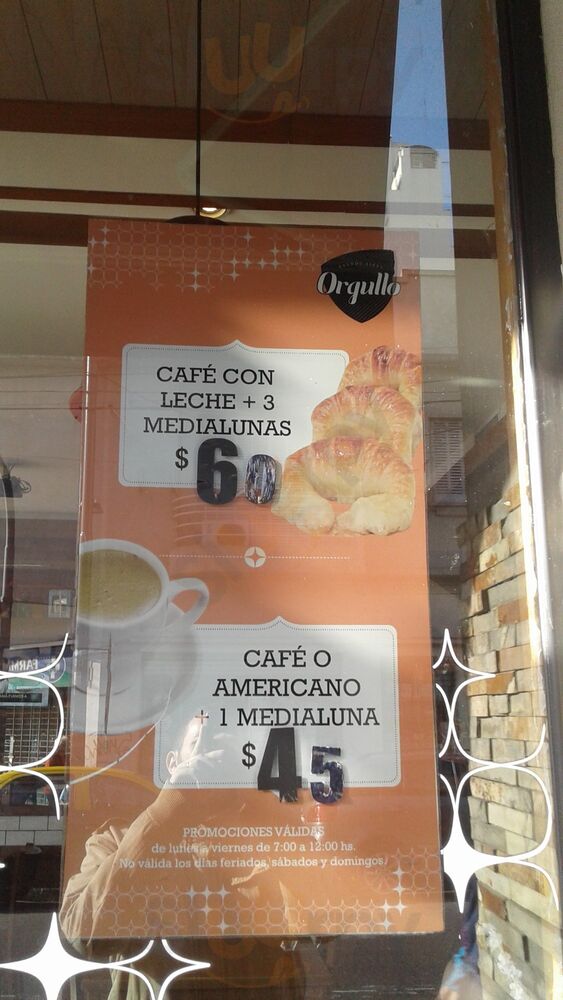 Orgullo
CAFÉ CON
LECHE + 3
MEDIALUNAS
$ 60
CAFÉ O
AMERICANO
+ 1 MEDIALUNA
$ 45
PROMOCIONES VÁLIDAS
de lunes a viernes de 7:00 a 12:00 hs.
No válida los días feriados, sábados y domingos.